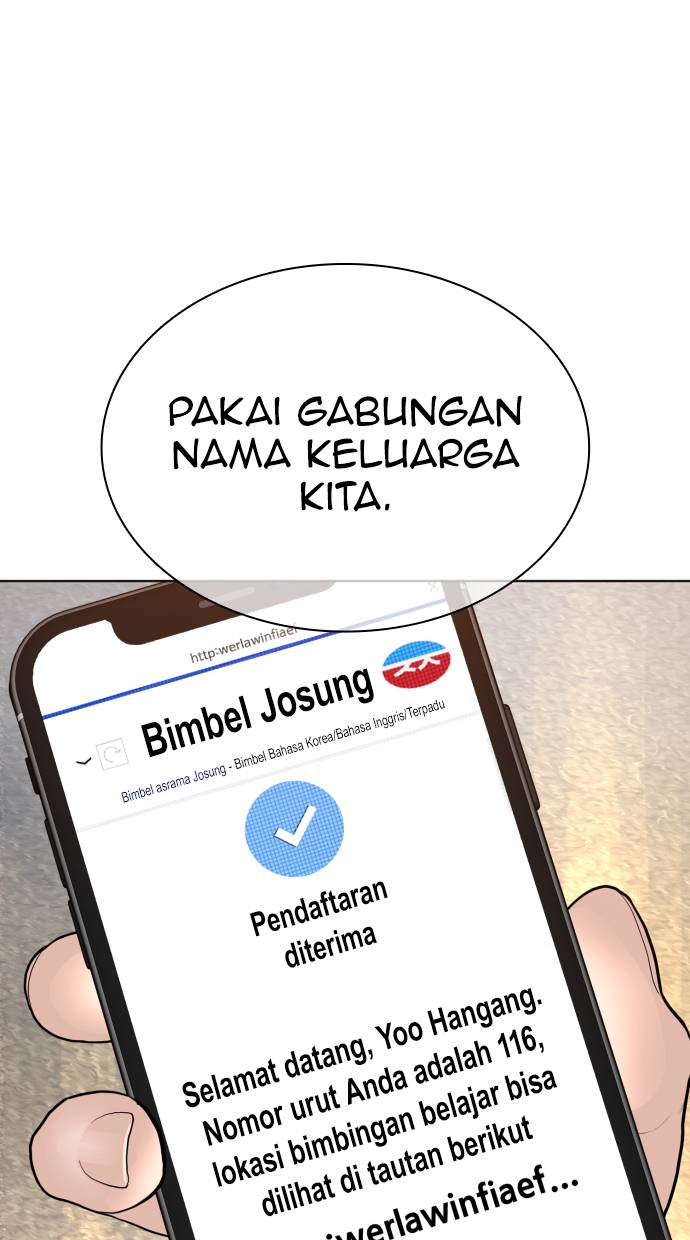 PAKAI GABUNGAN
NAMA KELUARGA
KITA.
http:werlawinfiaef
Bimbel Josung
Bimbel asrama Josung - Bimbel Bahasa Korea/Bahasa Inggris/Terpadu
Pendaftaran
diterima
Selamat datang, Yoo Hangang.
Nomor urut Anda adalah 116,
lokasi bimbingan belajar bisa
dilihat di tautan berikut